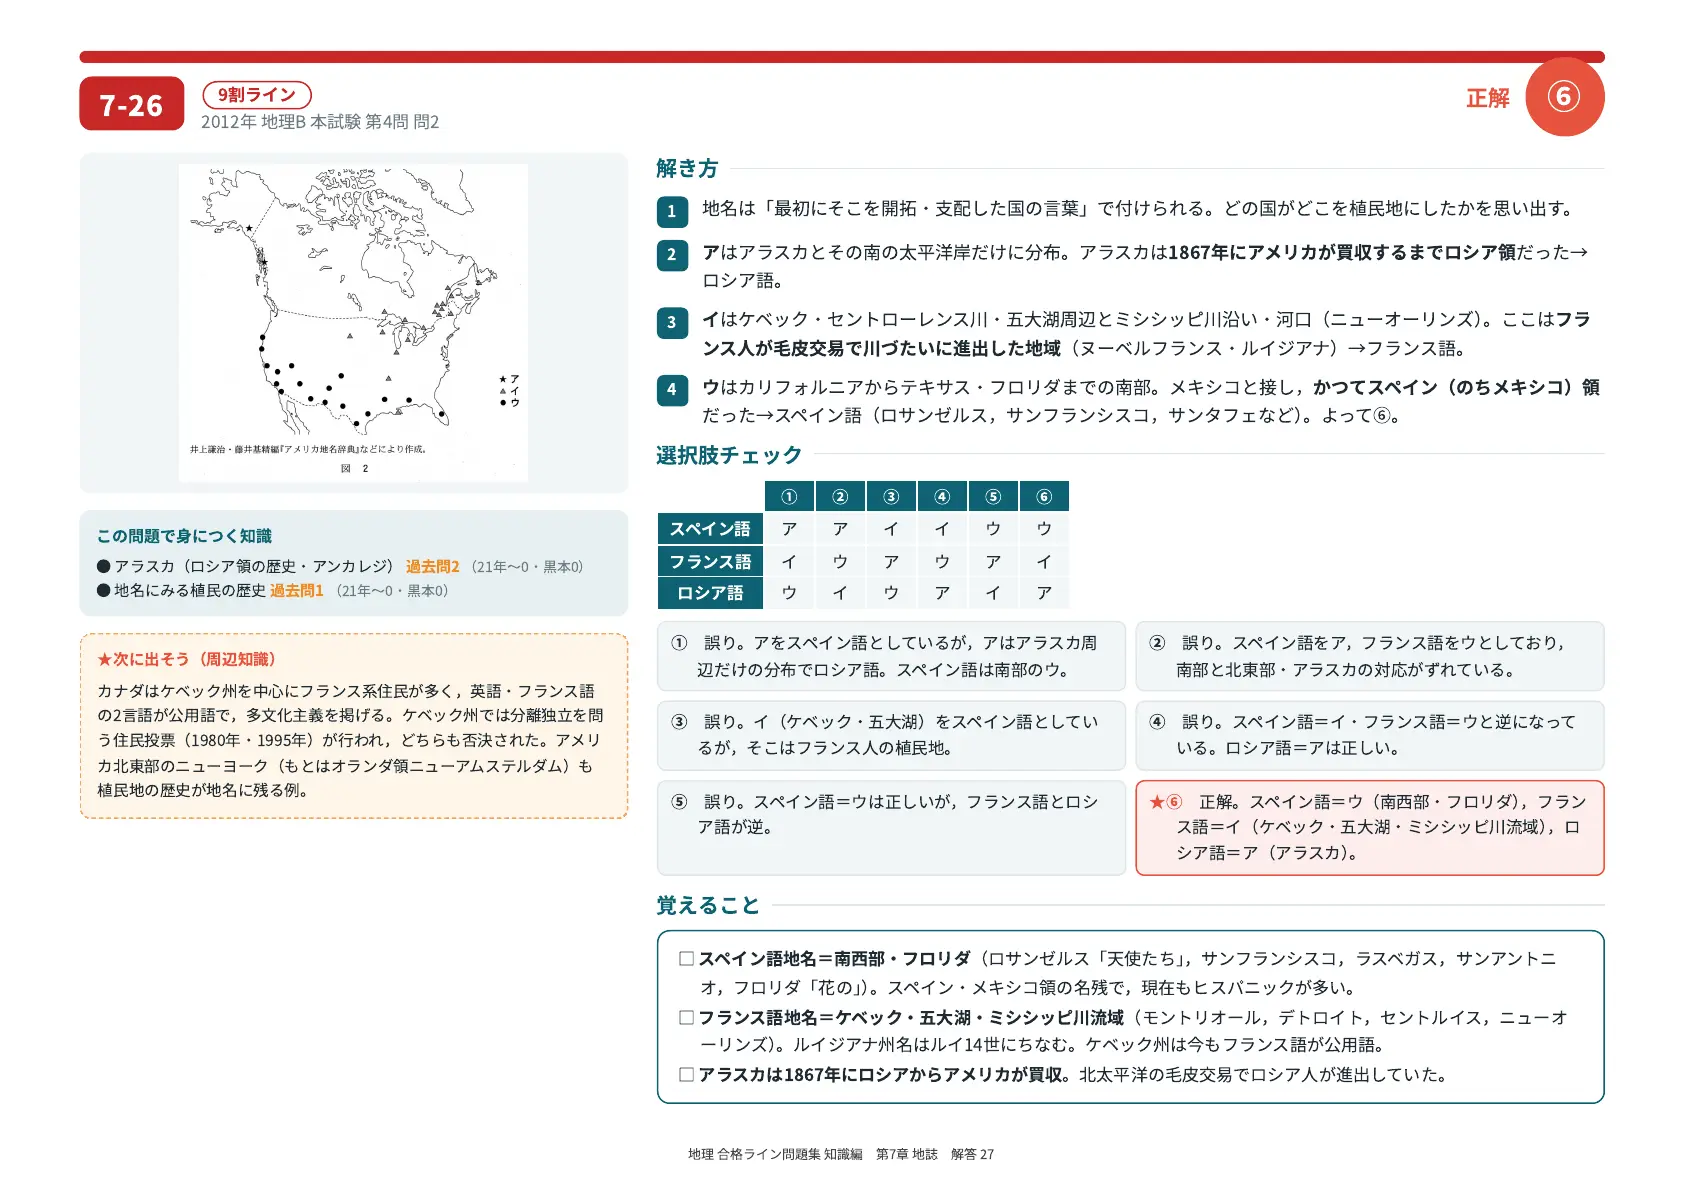 7-26
9割ライン
2012年 地理B 本試験 第4問 問2
正解
⑥
★ ア
▲ イ
● ウ
井上謙治・藤井基精編『アメリカ地名辞典』などにより作成。
図 2
この問題で身につく知識
● アラスカ（ロシア領の歴史・アンカレジ） 過去問2 （21年〜0・黒本0）
● 地名にみる植民の歴史 過去問1 （21年〜0・黒本0）
★次に出そう（周辺知識）
カナダはケベック州を中心にフランス系住民が多く，英語・フランス語
の2言語が公用語で，多文化主義を掲げる。ケベック州では分離独立を問
う住民投票（1980年・1995年）が行われ，どちらも否決された。アメリ
カ北東部のニューヨーク（もとはオランダ領ニューアムステルダム）も
植民地の歴史が地名に残る例。
解き方
1 地名は「最初にそこを開拓・支配した国の言葉」で付けられる。どの国がどこを植民地にしたかを思い出す。
2 アはアラスカとその南の太平洋岸だけに分布。アラスカは1867年にアメリカが買収するまでロシア領だった→
ロシア語。
3 イはケベック・セントローレンス川・五大湖周辺とミシシッピ川沿い・河口（ニューオーリンズ）。ここはフラ
ンス人が毛皮交易で川づたいに進出した地域（ヌーベルフランス・ルイジアナ）→フランス語。
4 ウはカリフォルニアからテキサス・フロリダまでの南部。メキシコと接し，かつてスペイン（のちメキシコ）領
だった→スペイン語（ロサンゼルス，サンフランシスコ，サンタフェなど）。よって⑥。
選択肢チェック
① ② ③ ④ ⑤ ⑥
スペイン語 ア ア イ イ ウ ウ
フランス語 イ ウ ア ウ ア イ
ロシア語 ウ イ ウ ア イ ア
① 誤り。アをスペイン語としているが，アはアラスカ周
辺だけの分布でロシア語。スペイン語は南部のウ。
② 誤り。スペイン語をア，フランス語をウとしており，
南部と北東部・アラスカの対応がずれている。
③ 誤り。イ（ケベック・五大湖）をスペイン語としてい
るが，そこはフランス人の植民地。
④ 誤り。スペイン語＝イ・フランス語＝ウと逆になって
いる。ロシア語＝アは正しい。
⑤ 誤り。スペイン語＝ウは正しいが，フランス語とロシ
ア語が逆。
★⑥ 正解。スペイン語＝ウ（南西部・フロリダ），フラン
ス語＝イ（ケベック・五大湖・ミシシッピ川流域），ロ
シア語＝ア（アラスカ）。
覚えること
□ スペイン語地名＝南西部・フロリダ（ロサンゼルス「天使たち」，サンフランシスコ，ラスベガス，サンアントニ
オ，フロリダ「花の」）。スペイン・メキシコ領の名残で，現在もヒスパニックが多い。
□ フランス語地名＝ケベック・五大湖・ミシシッピ川流域（モントリオール，デトロイト，セントルイス，ニューオ
ーリンズ）。ルイジアナ州名はルイ14世にちなむ。ケベック州は今もフランス語が公用語。
□ アラスカは1867年にロシアからアメリカが買収。北太平洋の毛皮交易でロシア人が進出していた。
地理 合格ライン問題集 知識編 第7章 地誌 解答 27